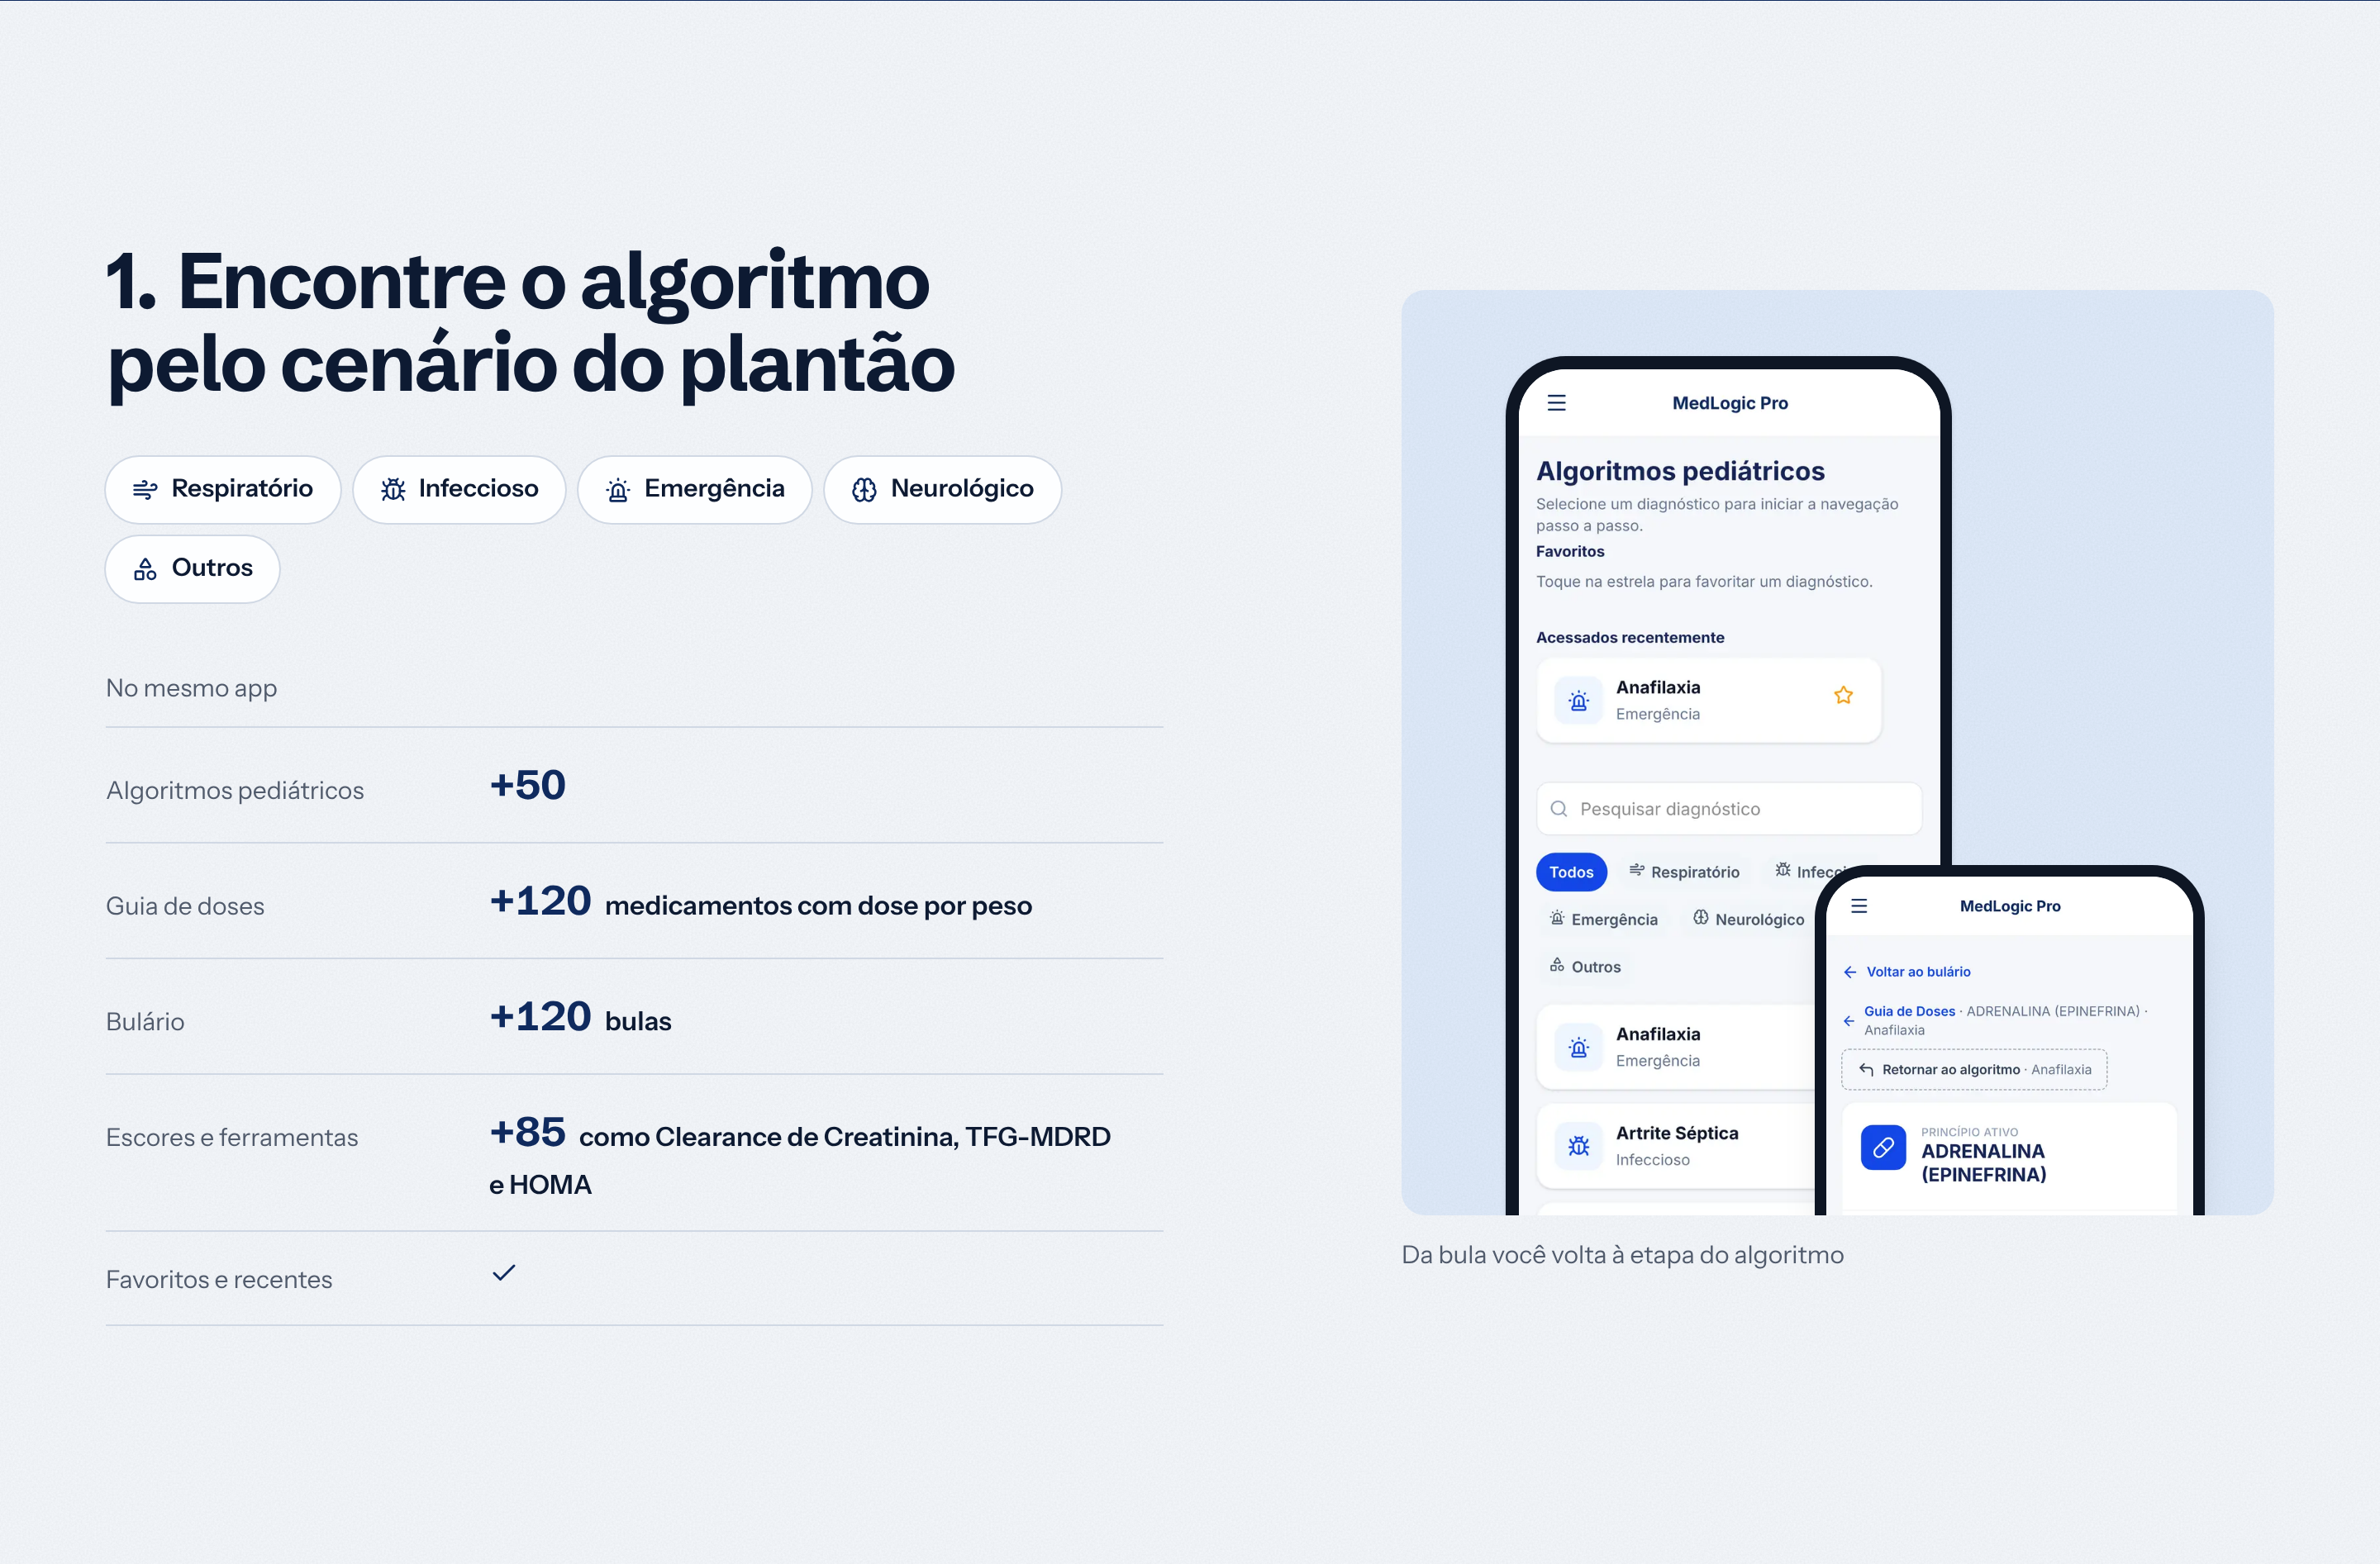 1. Encontre o algoritmo
pelo cenário do plantão
Respiratório
Infeccioso
Emergência
Neurológico
Outros
No mesmo app
Algoritmos pediátricos
+50
Guia de doses
+120 medicamentos com dose por peso
Bulário
+120 bulas
Escores e ferramentas
+85 como Clearance de Creatinina, TFG-MDRD
e HOMA
Favoritos e recentes
MedLogic Pro
Algoritmos pediátricos
Selecione um diagnóstico para iniciar a navegação
passo a passo.
Favoritos
Toque na estrela para favoritar um diagnóstico.
Acessados recentemente
Anafilaxia
Emergência
Pesquisar diagnóstico
Todos
Respiratório
Infecci
Emergência
Neurológico
Outros
Anafilaxia
Emergência
Artrite Séptica
Infeccioso
MedLogic Pro
Voltar ao bulário
Guia de Doses · ADRENALINA (EPINEFRINA) ·
Anafilaxia
Retornar ao algoritmo · Anafilaxia
PRINCÍPIO ATIVO
ADRENALINA
(EPINEFRINA)
Da bula você volta à etapa do algoritmo